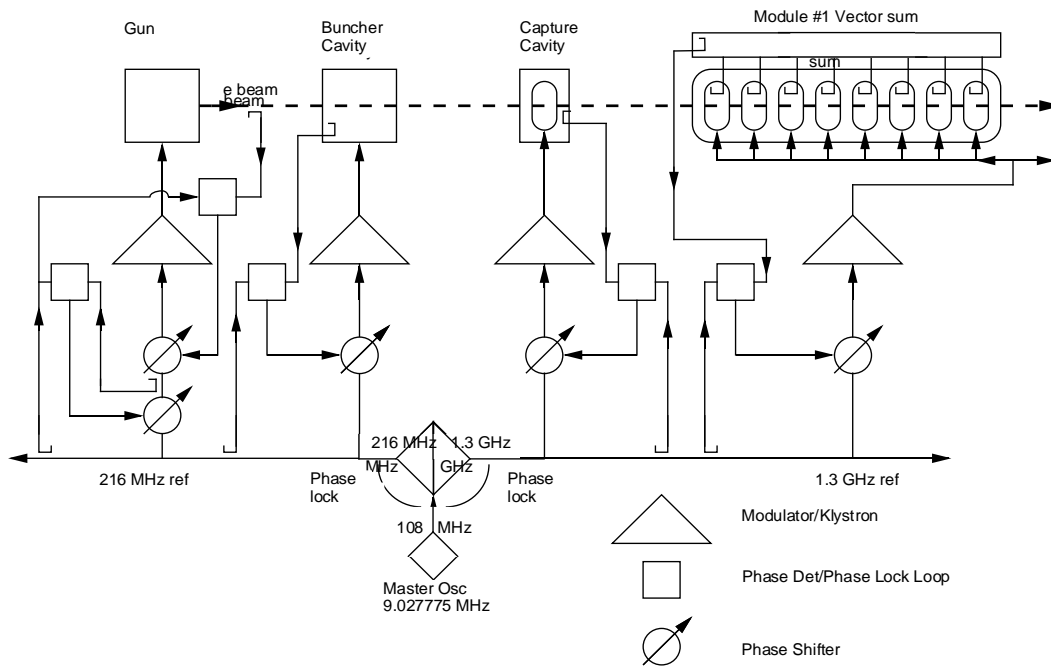 Gun
Buncher
Cavity
Capture
Cavity
Module #1 Vector sum
sum
e beam
beam
216 MHz
MHz
1.3 GHz
GHz
216 MHz ref
Phase
lock
Phase
lock
1.3 GHz ref
108 MHz
Master Osc
9.027775 MHz
Modulator/Klystron
Phase Det/Phase Lock Loop
Phase Shifter